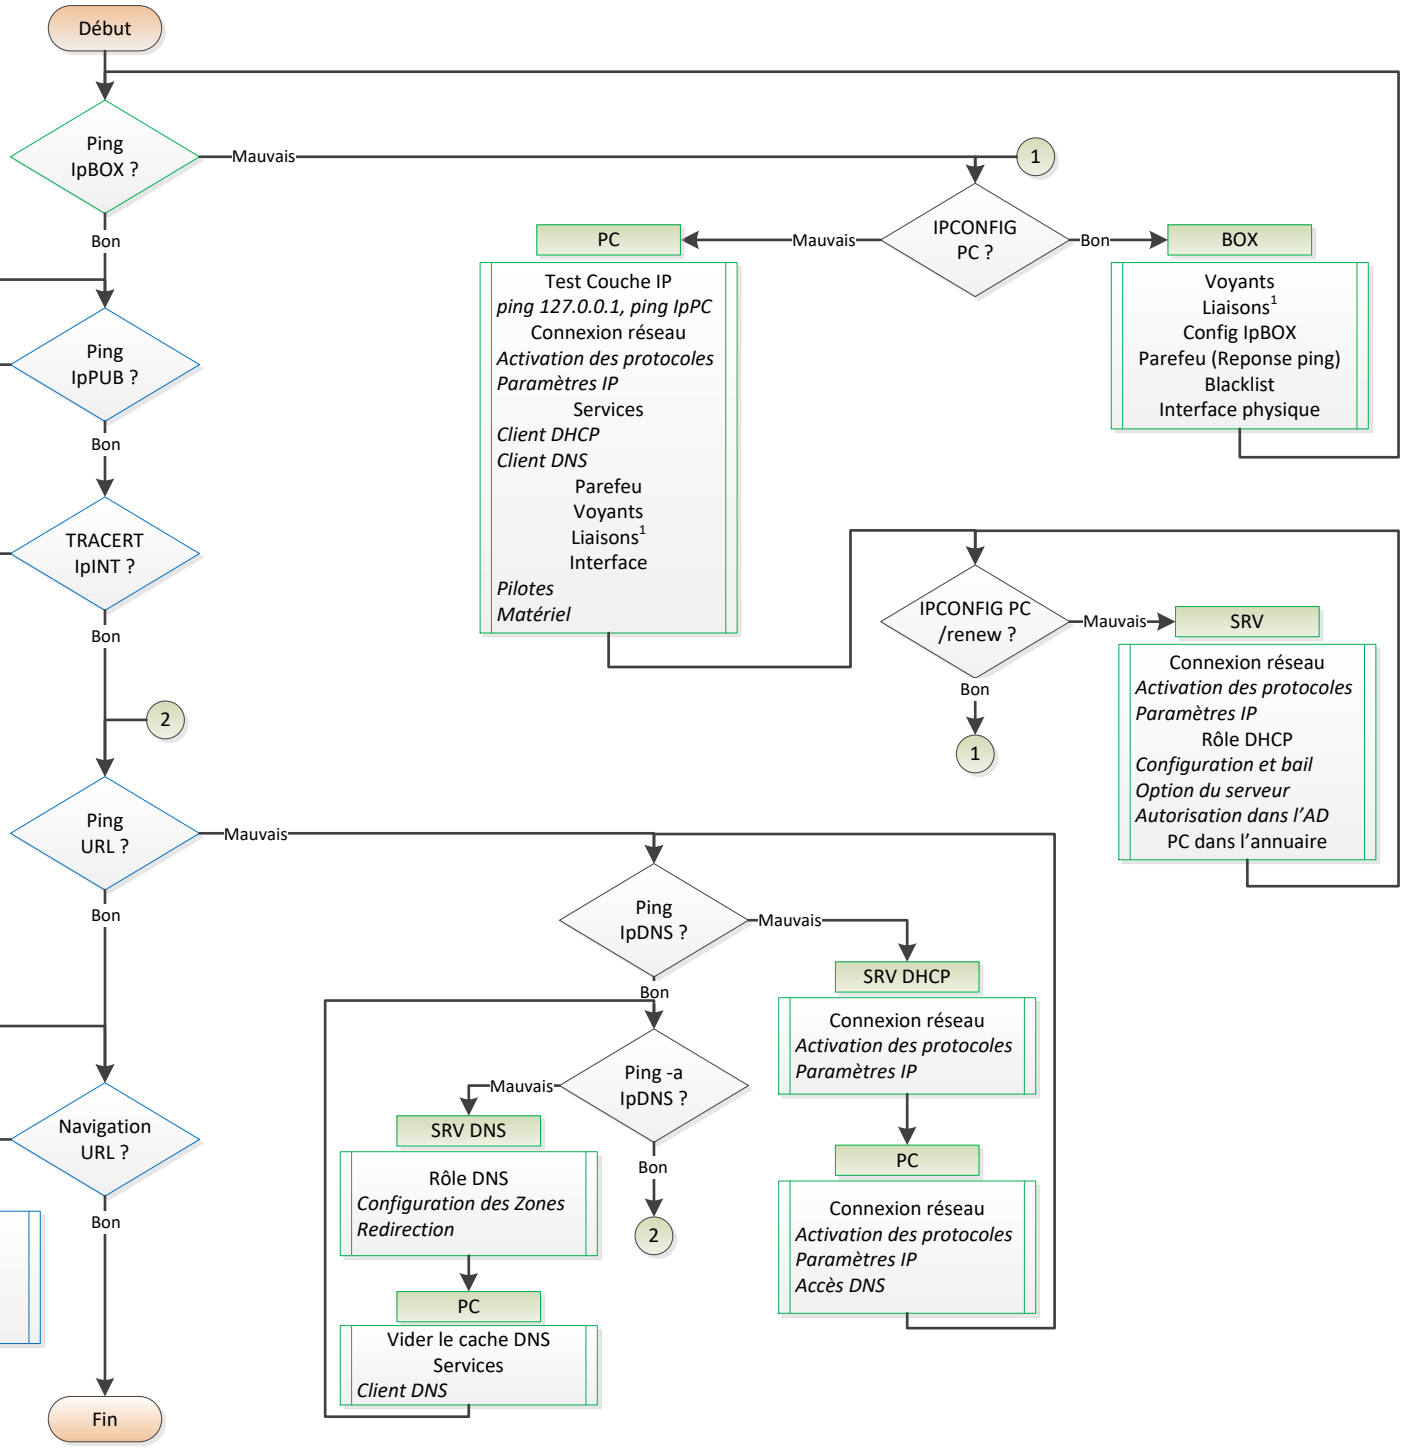 Début
Ping
IpBOX ?
Mauvais
1
Bon
IPCONFIG
PC ?
Mauvais
Bon
PC
Test Couche IP
ping 127.0.0.1, ping IpPC
Connexion réseau
Activation des protocoles
Paramètres IP
Services
Client DHCP
Client DNS
Parefeu
Voyants
Liaisons1
Interface
Pilotes
Matériel
BOX
Voyants
Liaisons1
Config IpBOX
Parefeu (Reponse ping)
Blacklist
Interface physique
Ping
IpPUB ?
Bon
TRACERT
IpINT ?
Bon
IPCONFIG PC
/renew ?
Mauvais
Bon
1
SRV
Connexion réseau
Activation des protocoles
Paramètres IP
Rôle DHCP
Configuration et bail
Option du serveur
Autorisation dans l’AD
PC dans l’annuaire
2
Ping
URL ?
Mauvais
Bon
Ping
IpDNS ?
Mauvais
Bon
SRV DHCP
Connexion réseau
Activation des protocoles
Paramètres IP
PC
Connexion réseau
Activation des protocoles
Paramètres IP
Accès DNS
Ping -a
IpDNS ?
Mauvais
Bon
2
SRV DNS
Rôle DNS
Configuration des Zones
Redirection
PC
Vider le cache DNS
Services
Client DNS
Navigation
URL ?
Bon
Fin